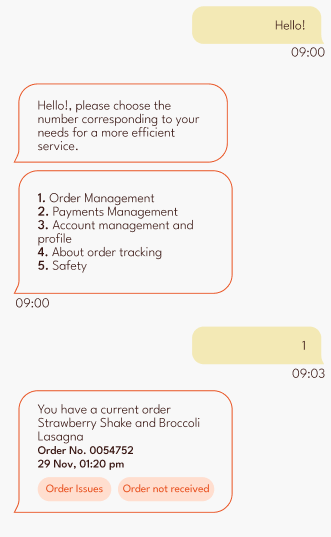 Hello!
09:00
Hello!, please choose the
number corresponding to your
needs for a more efficient
service.
1. Order Management
2. Payments Management
3. Account management and
profile
4. About order tracking
5. Safety
09:00
1
09:03
You have a current order
Strawberry Shake and Broccoli
Lasagna
Order No. 0054752
29 Nov, 01:20 pm
Order Issues Order not received